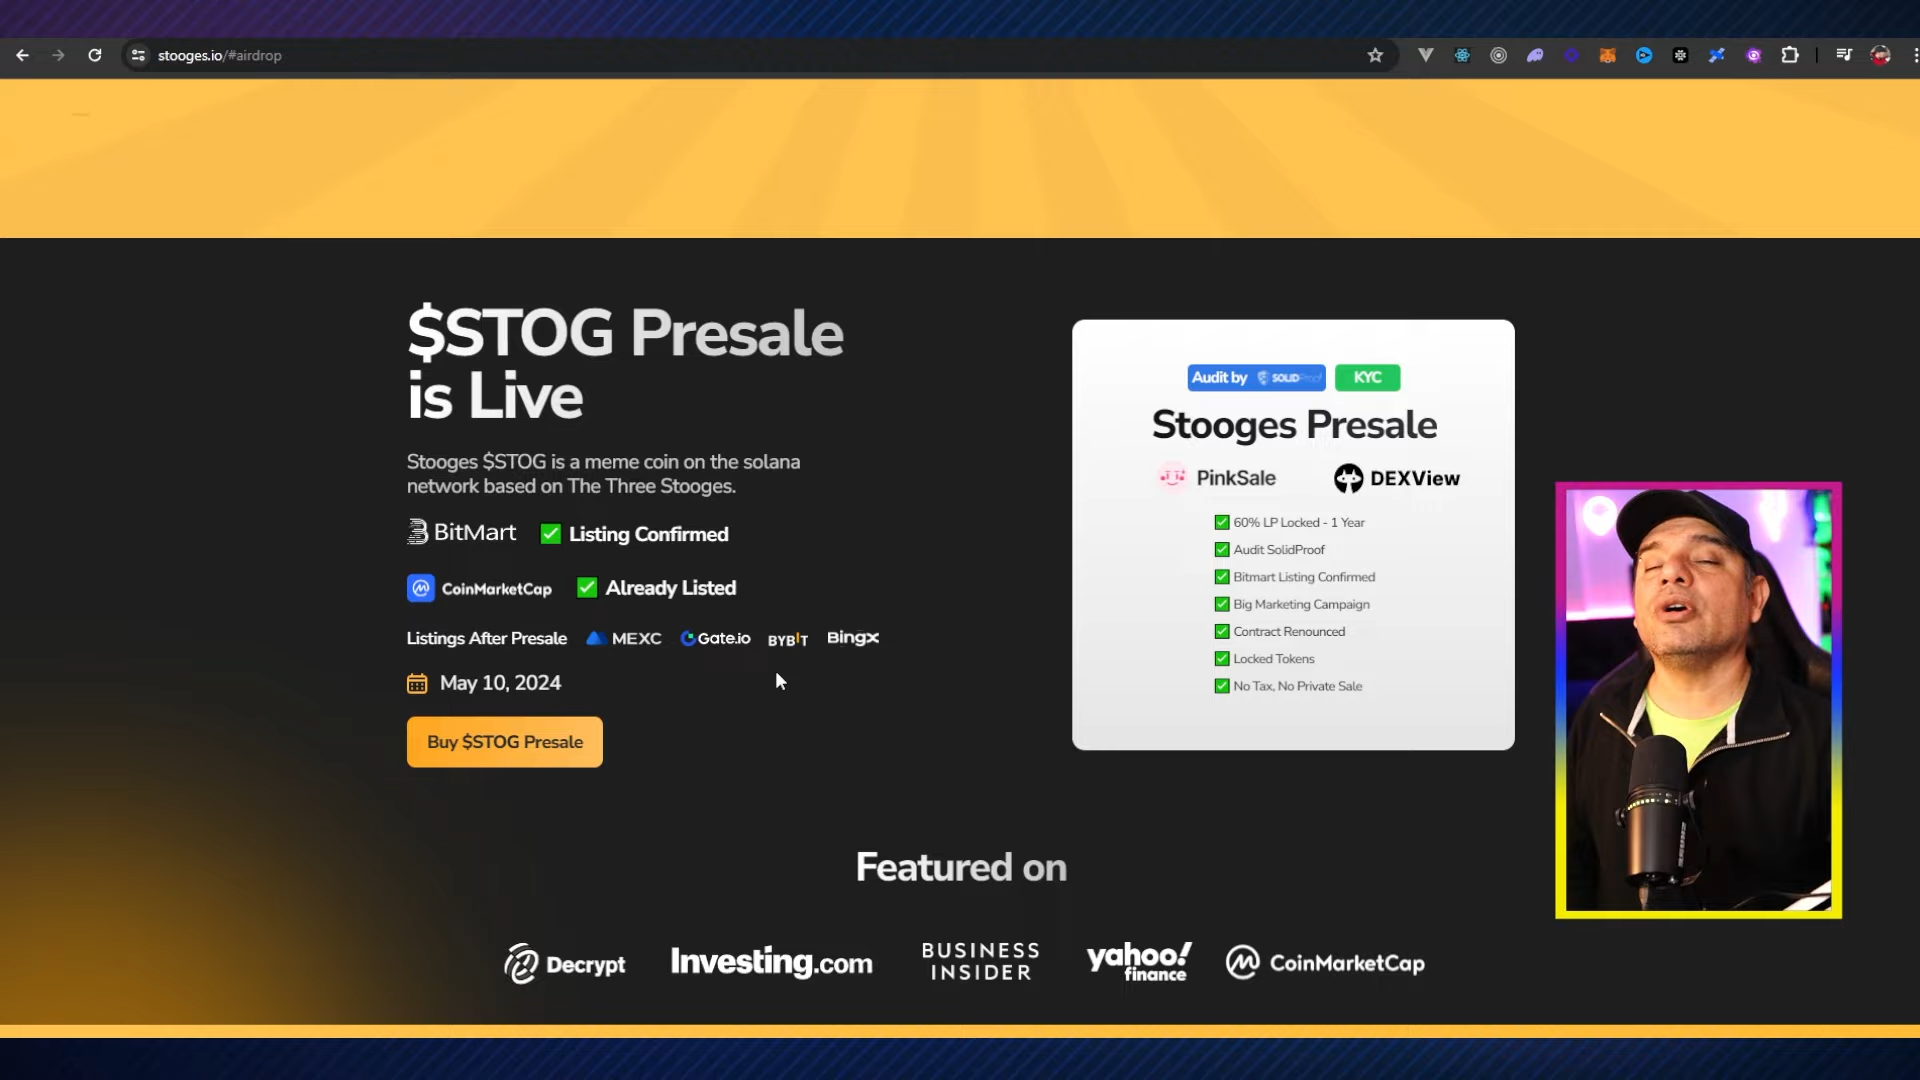 stooges.io/#airdrop
$STOG Presale
is Live
Stooges $STOG is a meme coin on the solana
network based on The Three Stooges.
BitMart ✅ Listing Confirmed
CoinMarketCap ✅ Already Listed
Listings After Presale MEXC Gate.io BYBIT BingX
May 10, 2024
Buy $STOG Presale
Audit by SOLIDProof KYC
Stooges Presale
PinkSale DEXView
✅ 60% LP Locked - 1 Year
✅ Audit SolidProof
✅ Bitmart Listing Confirmed
✅ Big Marketing Campaign
✅ Contract Renounced
✅ Locked Tokens
✅ No Tax, No Private Sale
Featured on
Decrypt Investing.com BUSINESS INSIDER yahoo! finance CoinMarketCap